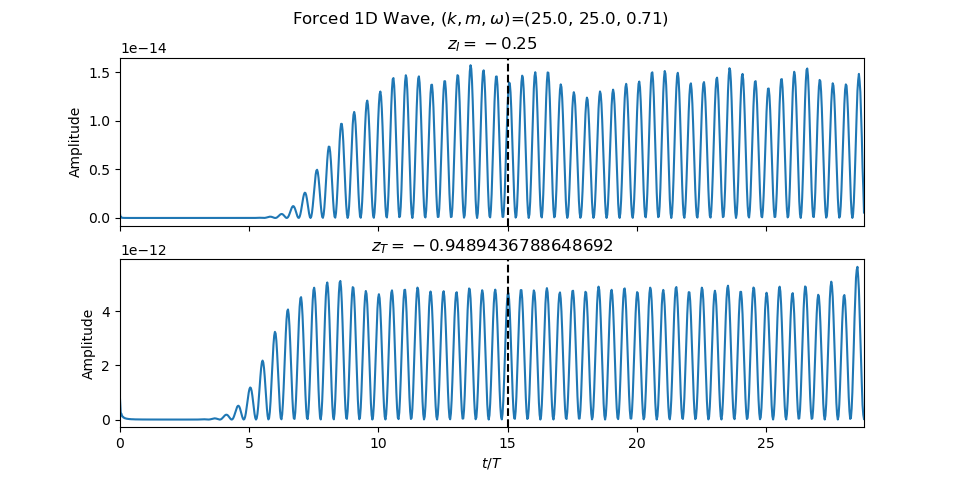 Forced 1D Wave, (k, m, ω)=(25.0, 25.0, 0.71)
z_I = −0.25
1e−14
1.5
1.0
0.5
0.0
Amplitude
z_T = −0.9489436788648692
1e−12
4
2
0
Amplitude
0 5 10 15 20 25
t/T